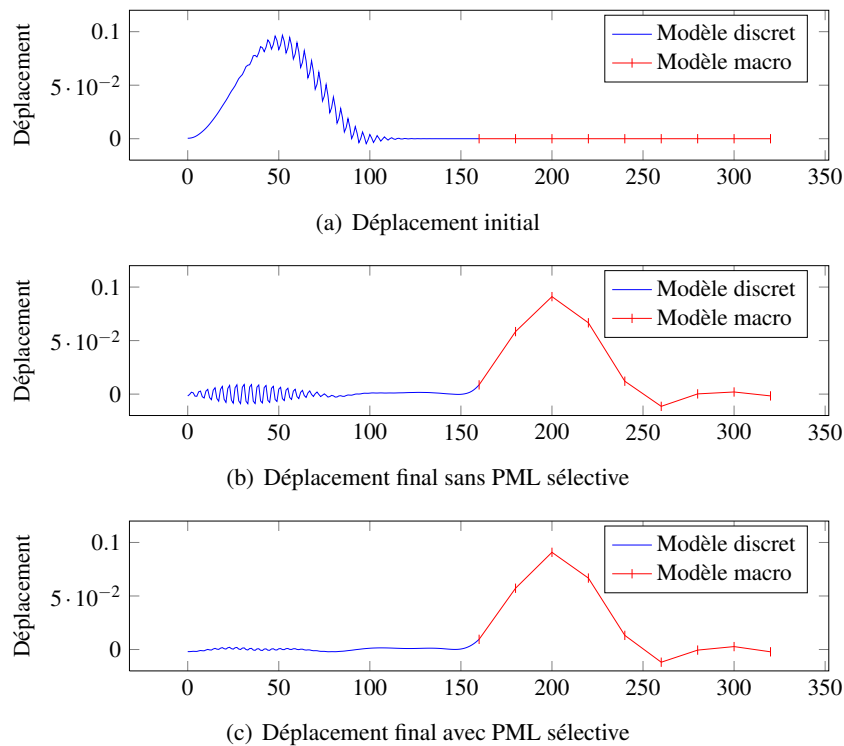 Déplacement
0.1
5 · 10⁻²
0
Modèle discret
Modèle macro
0 50 100 150 200 250 300 350
(a) Déplacement initial
Déplacement
0.1
5 · 10⁻²
0
Modèle discret
Modèle macro
0 50 100 150 200 250 300 350
(b) Déplacement final sans PML sélective
Déplacement
0.1
5 · 10⁻²
0
Modèle discret
Modèle macro
0 50 100 150 200 250 300 350
(c) Déplacement final avec PML sélective